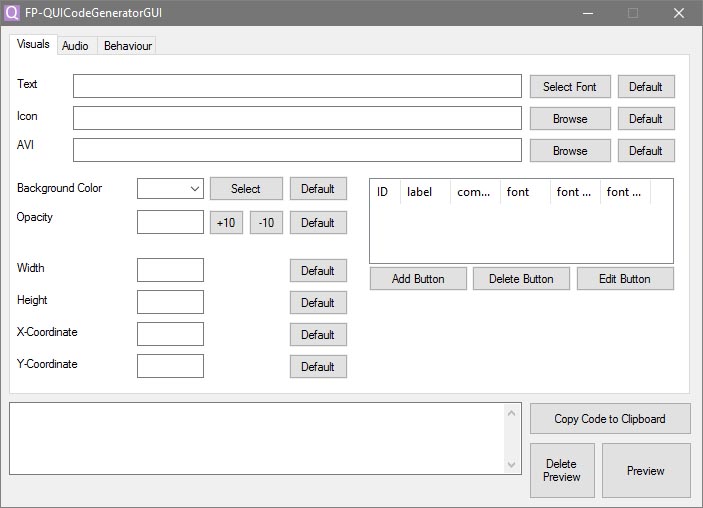 Q FP-QUICodeGeneratorGUI
Visuals Audio Behaviour
Text Select Font Default
Icon Browse Default
AVI Browse Default
Background Color Select Default
ID label com... font font ... font ...
Opacity +10 -10 Default
Width Default
Add Button Delete Button Edit Button
Height Default
X-Coordinate Default
Y-Coordinate Default
Copy Code to Clipboard
Delete
Preview
Preview